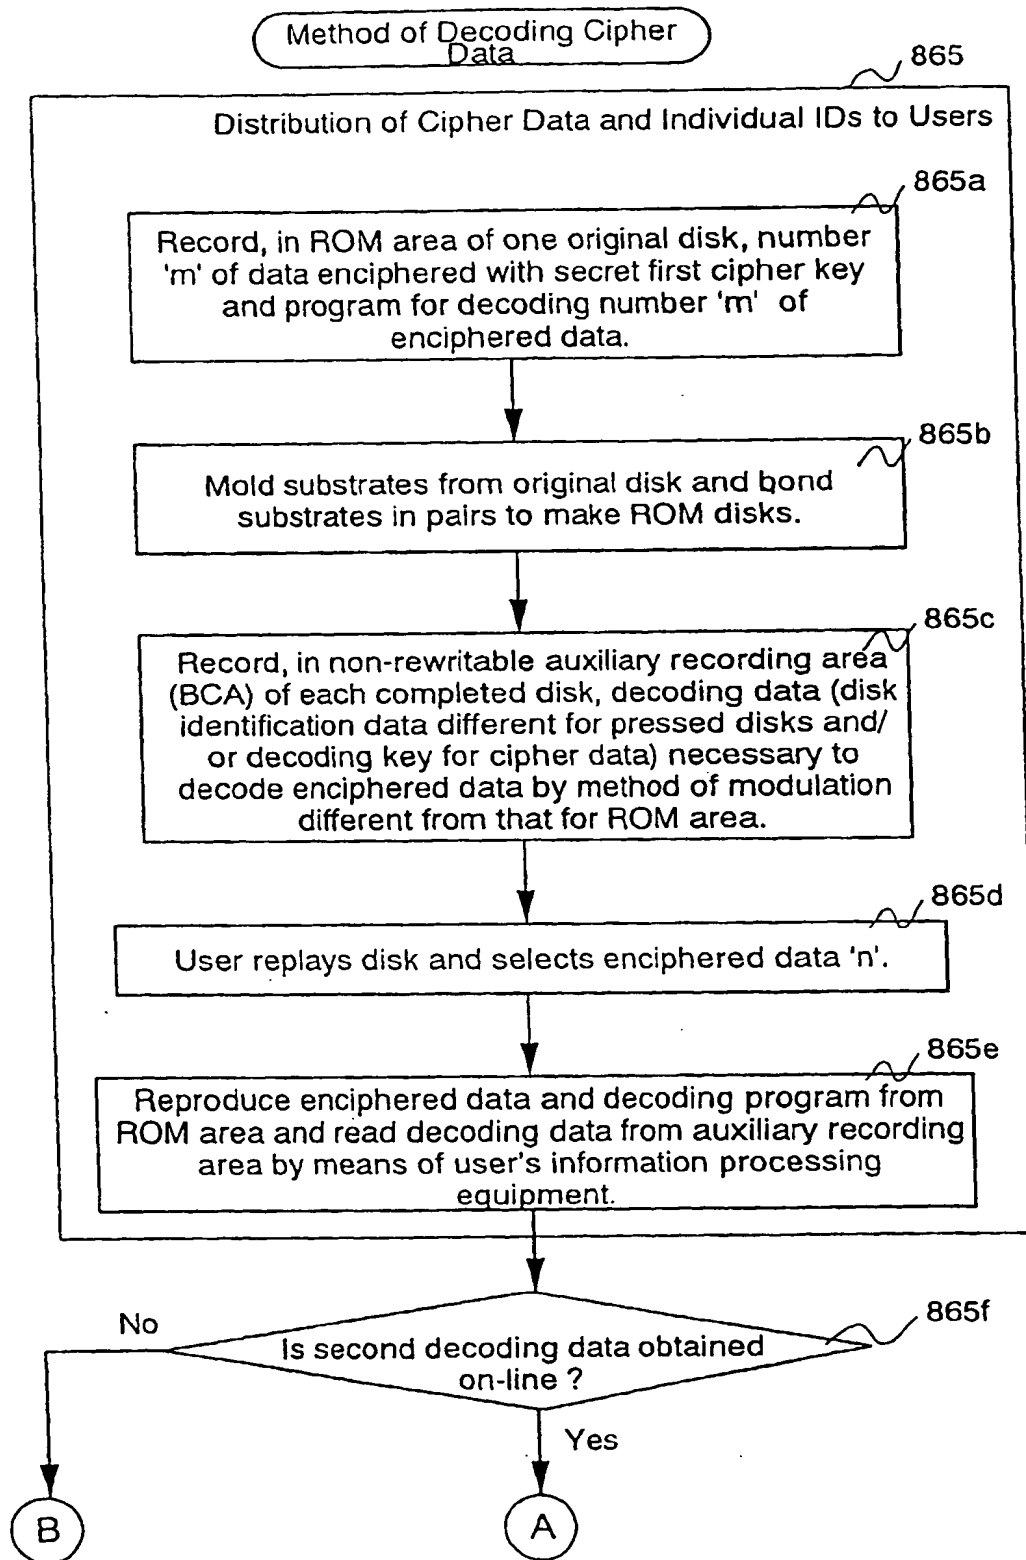 Method of Decoding Cipher
Data
865
Distribution of Cipher Data and Individual IDs to Users
865a
Record, in ROM area of one original disk, number
'm' of data enciphered with secret first cipher key
and program for decoding number 'm' of
enciphered data.
865b
Mold substrates from original disk and bond
substrates in pairs to make ROM disks.
865c
Record, in non-rewritable auxiliary recording area
(BCA) of each completed disk, decoding data (disk
identification data different for pressed disks and/
or decoding key for cipher data) necessary to
decode enciphered data by method of modulation
different from that for ROM area.
865d
User replays disk and selects enciphered data 'n'.
865e
Reproduce enciphered data and decoding program from
ROM area and read decoding data from auxiliary recording
area by means of user's information processing
equipment.
865f
No
Is second decoding data obtained
on-line ?
Yes
B
A